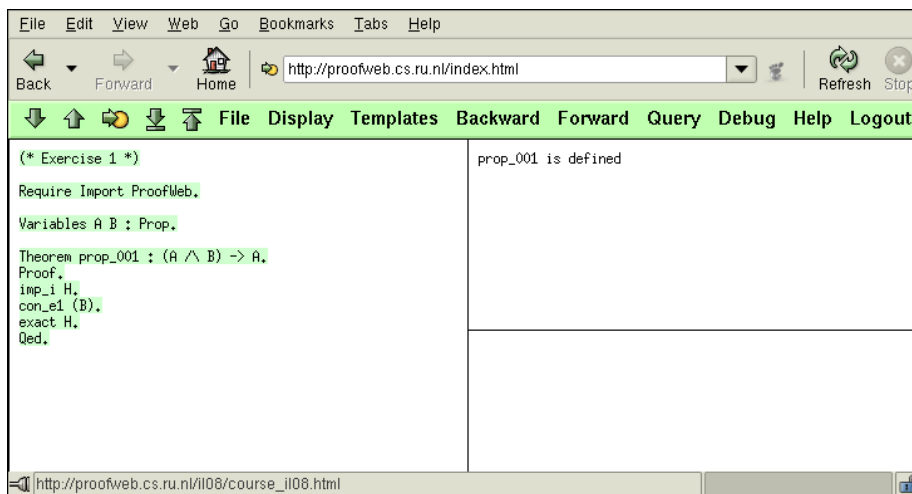 File Edit View Web Go Bookmarks Tabs Help
http://proofweb.cs.ru.nl/index.html
Back Forward Home Refresh Stop
File Display Templates Backward Forward Query Debug Help Logout
(* Exercise 1 *)
Require Import ProofWeb.
Variables A B : Prop.
Theorem prop_001 : (A /\ B) -> A.
Proof.
imp_i H.
con_e1 (B).
exact H.
Qed.
prop_001 is defined
http://proofweb.cs.ru.nl/il08/course_il08.html